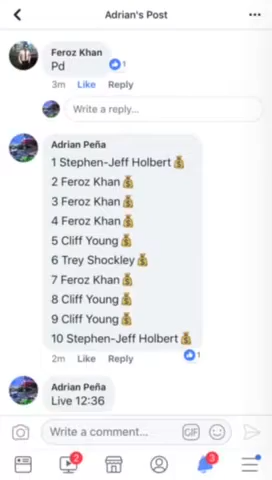 Adrian's Post
Feroz Khan
Pd
1
3m Like Reply
Write a reply...
Adrian Peña
1 Stephen-Jeff Holbert💰
2 Feroz Khan💰
3 Feroz Khan💰
4 Feroz Khan💰
5 Cliff Young💰
6 Trey Shockley💰
7 Feroz Khan💰
8 Cliff Young💰
9 Cliff Young💰
10 Stephen-Jeff Holbert💰
2m Like Reply
1
Adrian Peña
Live 12:36
Write a comment...
GIF
2
3